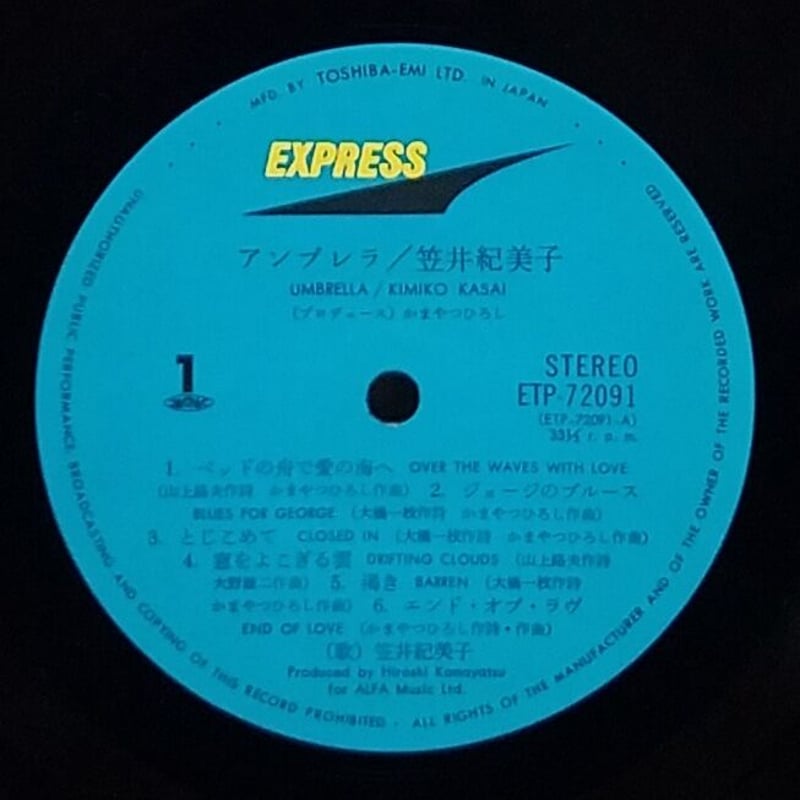 MFD. BY TOSHIBA-EMI LTD. IN JAPAN
EXPRESS
アンブレラ/笠井紀美子
UMBRELLA / KIMIKO KASAI
(プロデュース) かまやつひろし
1
STEREO
ETP-72091
(ETP-72091-A)
33⅓ r. p. m.
1. ベッドの舟で愛の海へ OVER THE WAVES WITH LOVE
(山上路夫作詩 かまやつひろし作曲) 2. ジョージのブルース
BLUES FOR GEORGE (大橋一枚作詩 かまやつひろし作曲)
3. とじこめて CLOSED IN (大橋一枚作詩 かまやつひろし作曲)
4. 窓をよこぎる雲 DRIFTING CLOUDS (山上路夫作詩
大野雄二作曲) 5. 渇き BARREN (大橋一枚作詩
かまやつひろし作曲) 6. エンド・オブ・ラヴ
END OF LOVE (かまやつひろし作詩・作曲)
(歌) 笠井紀美子
Produced by Hiroshi Kamayatsu
for ALFA Music Ltd.
UNAUTHORIZED PUBLIC PERFORMANCE, BROADCASTING AND COPYING OF THIS RECORD PROHIBITED · ALL RIGHTS OF THE MANUFACTURER AND OF THE OWNER OF THE RECORDED WORK ARE RESERVED